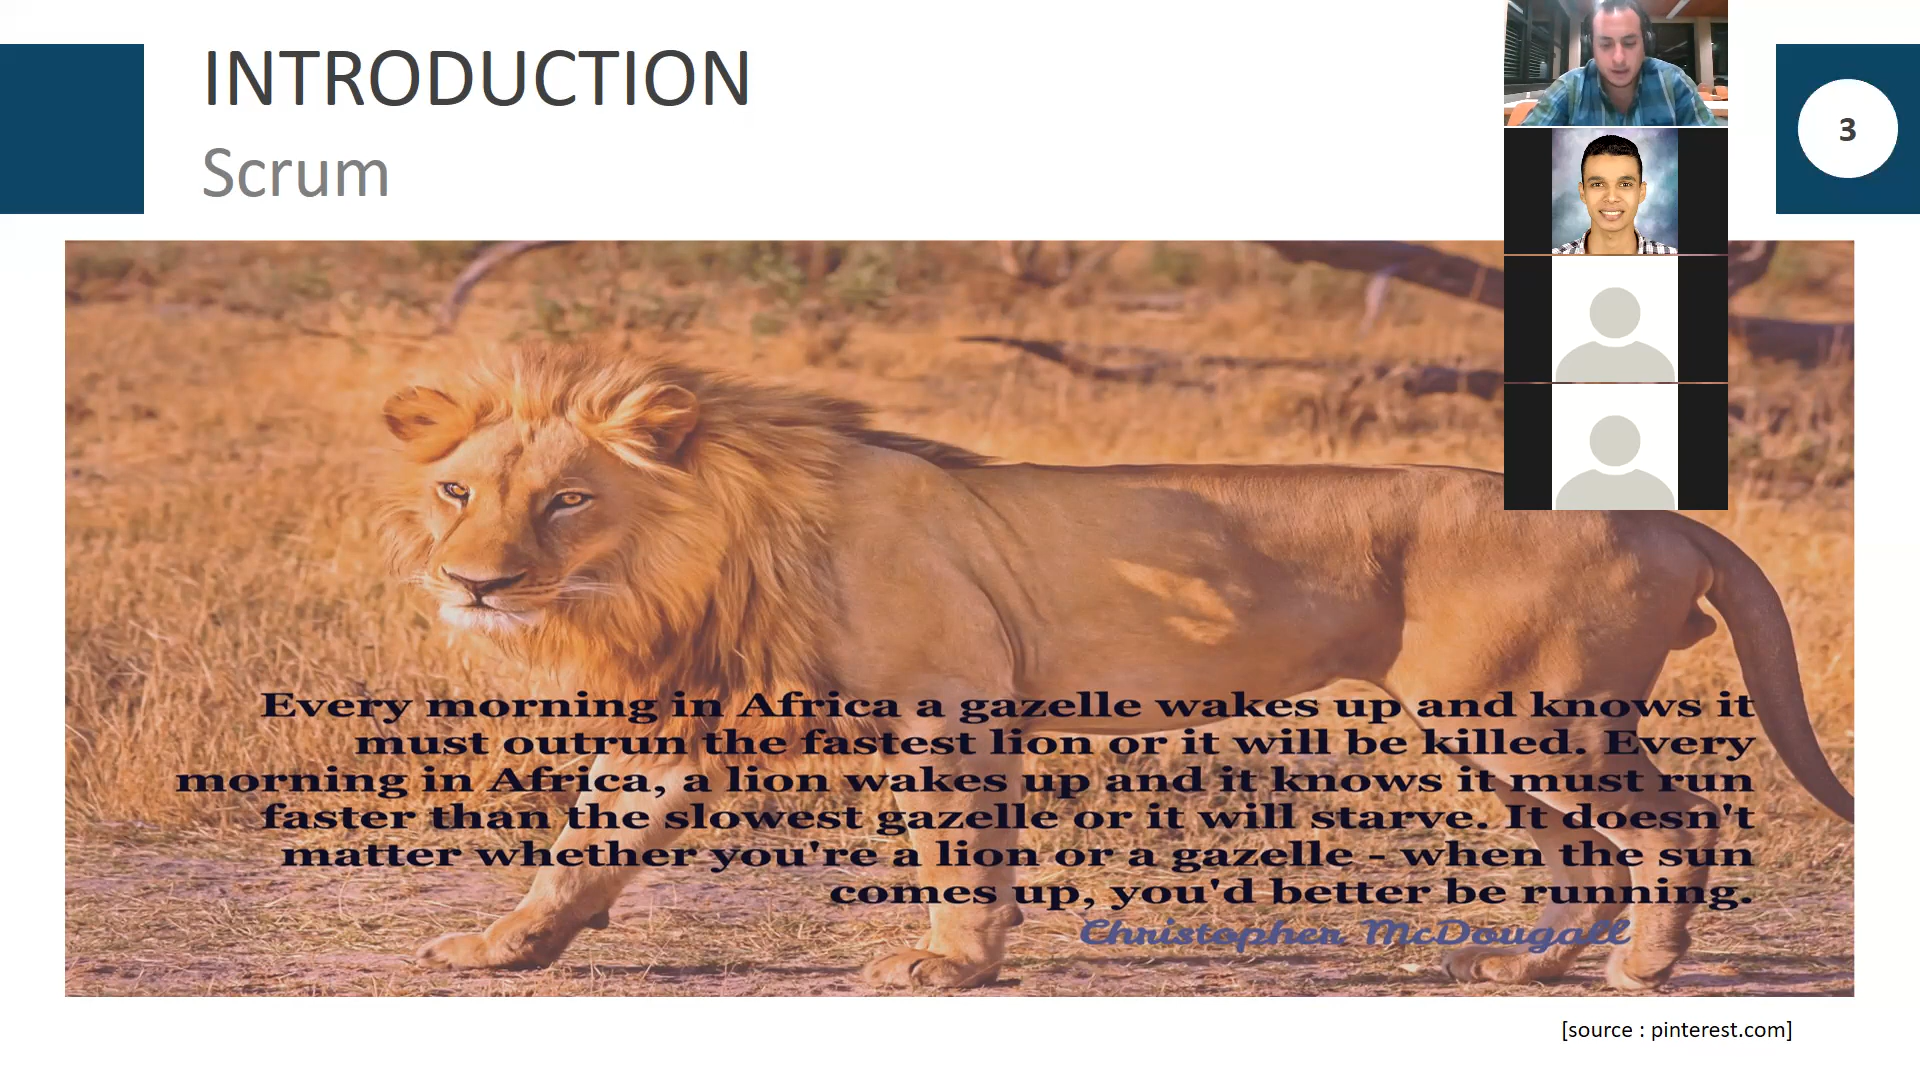 INTRODUCTION
Scrum
3
Every morning in Africa a gazelle wakes up and knows it
must outrun the fastest lion or it will be killed. Every
morning in Africa, a lion wakes up and it knows it must run
faster than the slowest gazelle or it will starve. It doesn't
matter whether you're a lion or a gazelle - when the sun
comes up, you'd better be running.
Christopher McDougall
[source : pinterest.com]